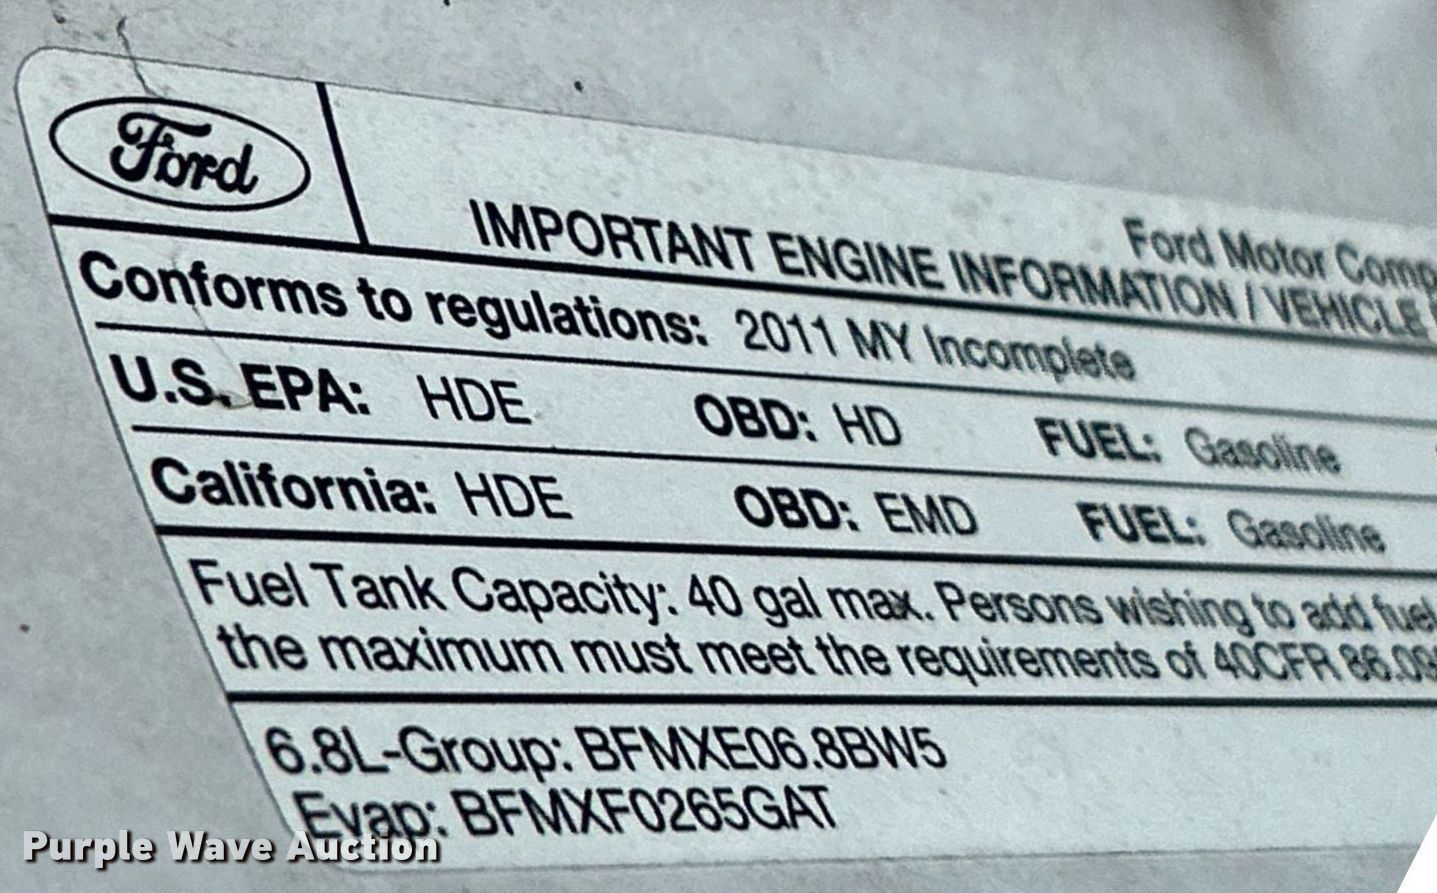 Ford
Ford Motor Comp
IMPORTANT ENGINE INFORMATION / VEHICLE
Conforms to regulations: 2011 MY Incomplete
U.S. EPA: HDE OBD: HD FUEL: Gasoline
California: HDE OBD: EMD FUEL: Gasoline
Fuel Tank Capacity: 40 gal max. Persons wishing to add fuel
the maximum must meet the requirements of 40CFR 86.09
6.8L-Group: BFMXE06.8BW5
Evap: BFMXF0265GAT
Purple Wave Auction